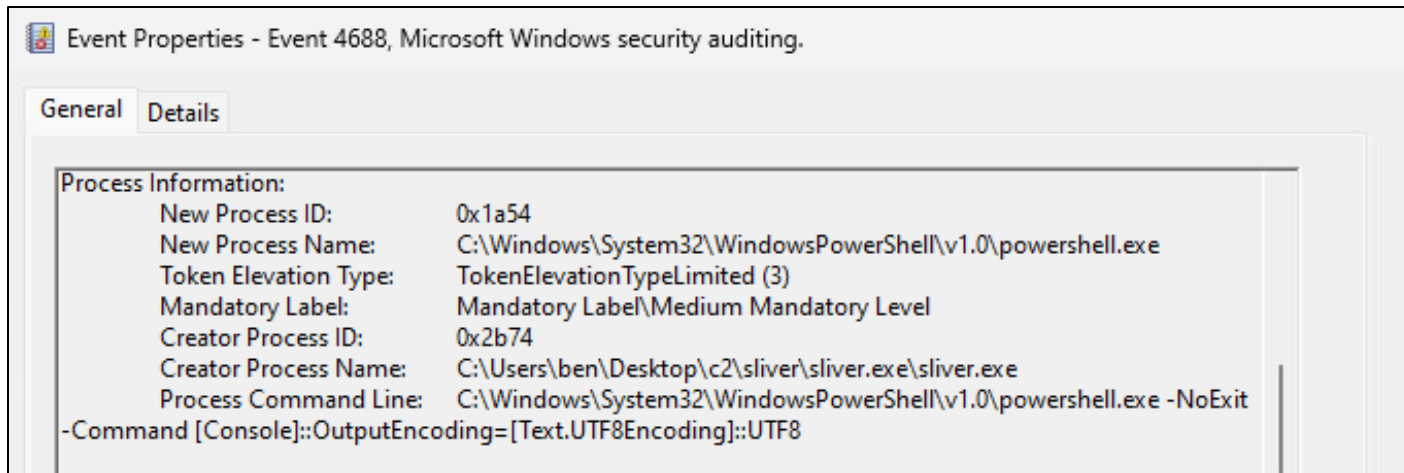 Event Properties - Event 4688, Microsoft Windows security auditing.
General Details
Process Information:
New Process ID: 0x1a54
New Process Name: C:\Windows\System32\WindowsPowerShell\v1.0\powershell.exe
Token Elevation Type: TokenElevationTypeLimited (3)
Mandatory Label: Mandatory Label\Medium Mandatory Level
Creator Process ID: 0x2b74
Creator Process Name: C:\Users\ben\Desktop\c2\sliver\sliver.exe\sliver.exe
Process Command Line: C:\Windows\System32\WindowsPowerShell\v1.0\powershell.exe -NoExit
-Command [Console]::OutputEncoding=[Text.UTF8Encoding]::UTF8